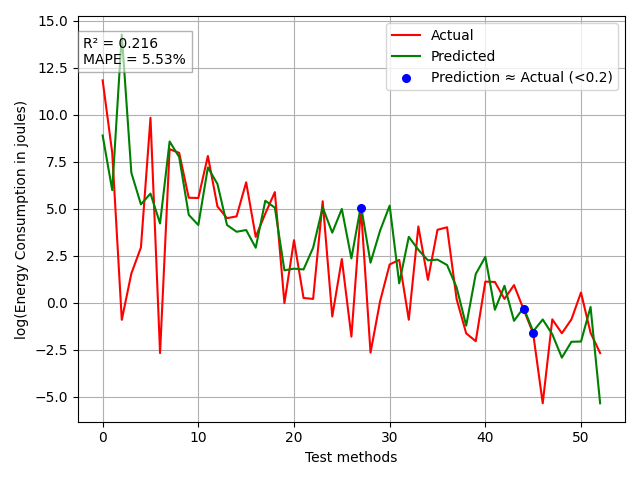 R² = 0.216
MAPE = 5.53%
Actual
Predicted
Prediction ≈ Actual (<0.2)
log(Energy Consumption in joules)
15.0
12.5
10.0
7.5
5.0
2.5
0.0
−2.5
−5.0
0
10
20
30
40
50
Test methods